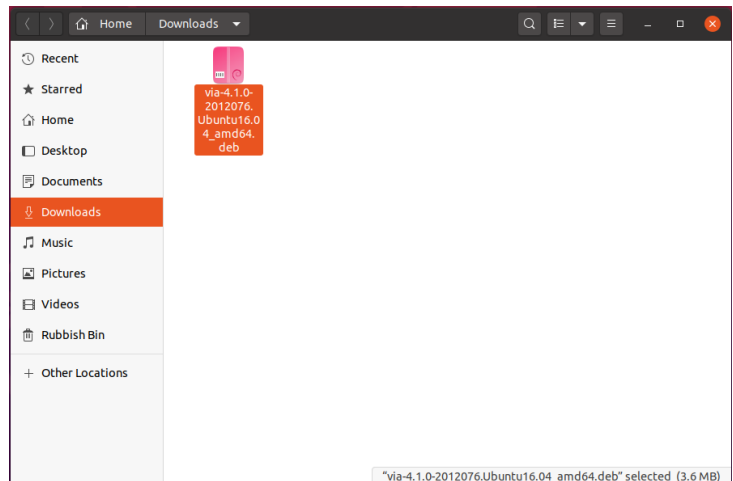 Home
Downloads
Recent
Starred
Home
Desktop
Documents
Downloads
Music
Pictures
Videos
Rubbish Bin
Other Locations
via-4.1.0-
2012076.
Ubuntu16.0
4_amd64.
deb
"via-4.1.0-2012076.Ubuntu16.04_amd64.deb" selected (3.6 MB)